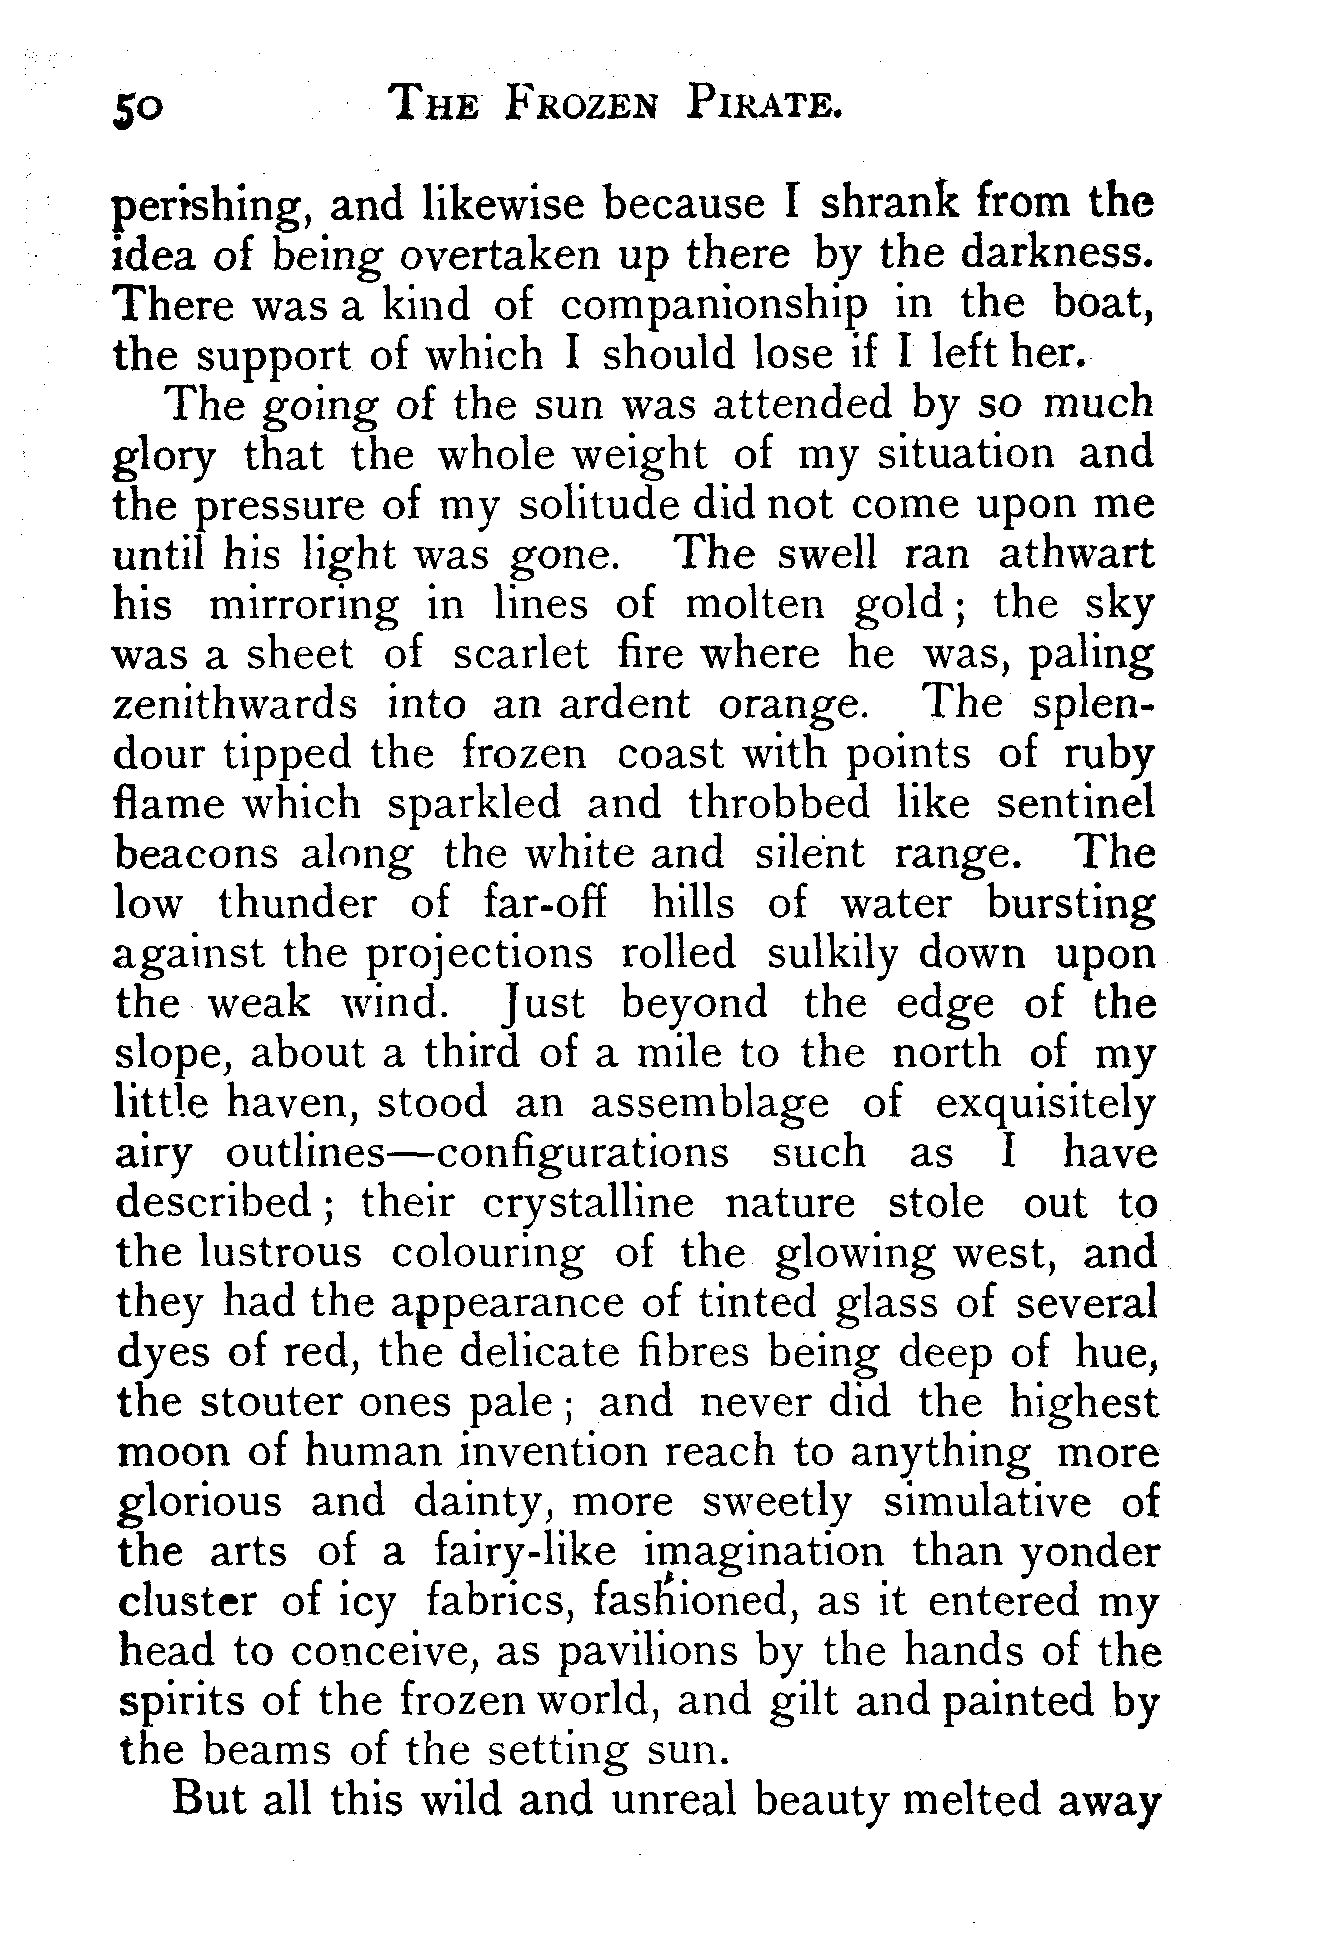 50 THE FROZEN PIRATE.
perishing, and likewise because I shrank from the
idea of being overtaken up there by the darkness.
There was a kind of companionship in the boat,
the support of which I should lose if I left her.
The going of the sun was attended by so much
glory that the whole weight of my situation and
the pressure of my solitude did not come upon me
until his light was gone. The swell ran athwart
his mirroring in lines of molten gold; the sky
was a sheet of scarlet fire where he was, paling
zenithwards into an ardent orange. The splen-
dour tipped the frozen coast with points of ruby
flame which sparkled and throbbed like sentinel
beacons along the white and silent range. The
low thunder of far-off hills of water bursting
against the projections rolled sulkily down upon
the weak wind. Just beyond the edge of the
slope, about a third of a mile to the north of my
little haven, stood an assemblage of exquisitely
airy outlines—configurations such as I have
described; their crystalline nature stole out to
the lustrous colouring of the glowing west, and
they had the appearance of tinted glass of several
dyes of red, the delicate fibres being deep of hue,
the stouter ones pale; and never did the highest
moon of human invention reach to anything more
glorious and dainty, more sweetly simulative of
the arts of a fairy-like imagination than yonder
cluster of icy fabrics, fashioned, as it entered my
head to conceive, as pavilions by the hands of the
spirits of the frozen world, and gilt and painted by
the beams of the setting sun.
But all this wild and unreal beauty melted away